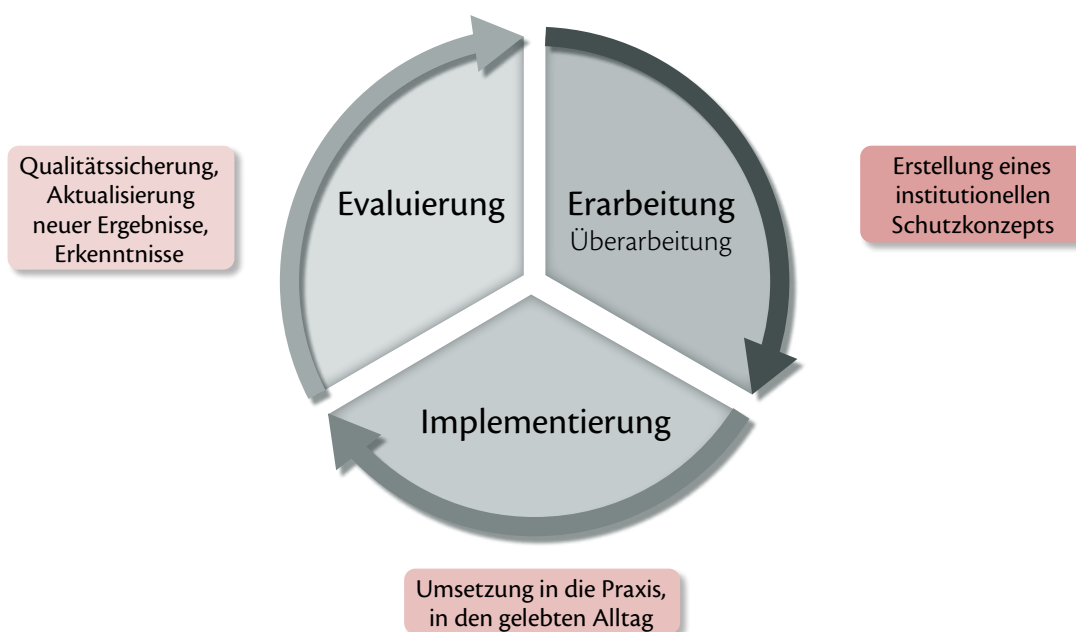 Qualitätssicherung,
Aktualisierung
neuer Ergebnisse,
Erkenntnisse
Evaluierung
Erarbeitung
Überarbeitung
Erstellung eines
institutionellen
Schutzkonzepts
Implementierung
Umsetzung in die Praxis,
in den gelebten Alltag